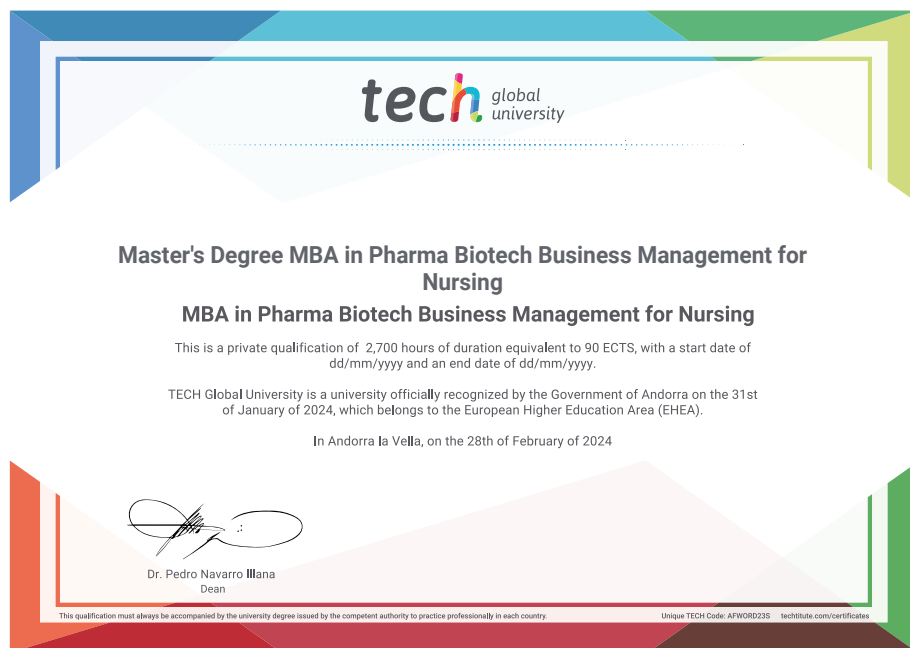 tech global
university
Master's Degree MBA in Pharma Biotech Business Management for
Nursing
MBA in Pharma Biotech Business Management for Nursing
This is a private qualification of 2,700 hours of duration equivalent to 90 ECTS, with a start date of
dd/mm/yyyy and an end date of dd/mm/yyyy.
TECH Global University is a university officially recognized by the Government of Andorra on the 31st
of January of 2024, which belongs to the European Higher Education Area (EHEA).
In Andorra la Vella, on the 28th of February of 2024
Dr. Pedro Navarro Illana
Dean
This qualification must always be accompanied by the university degree issued by the competent authority to practice professionally in each country.
Unique TECH Code: AFWORD23S techtitute.com/certificates